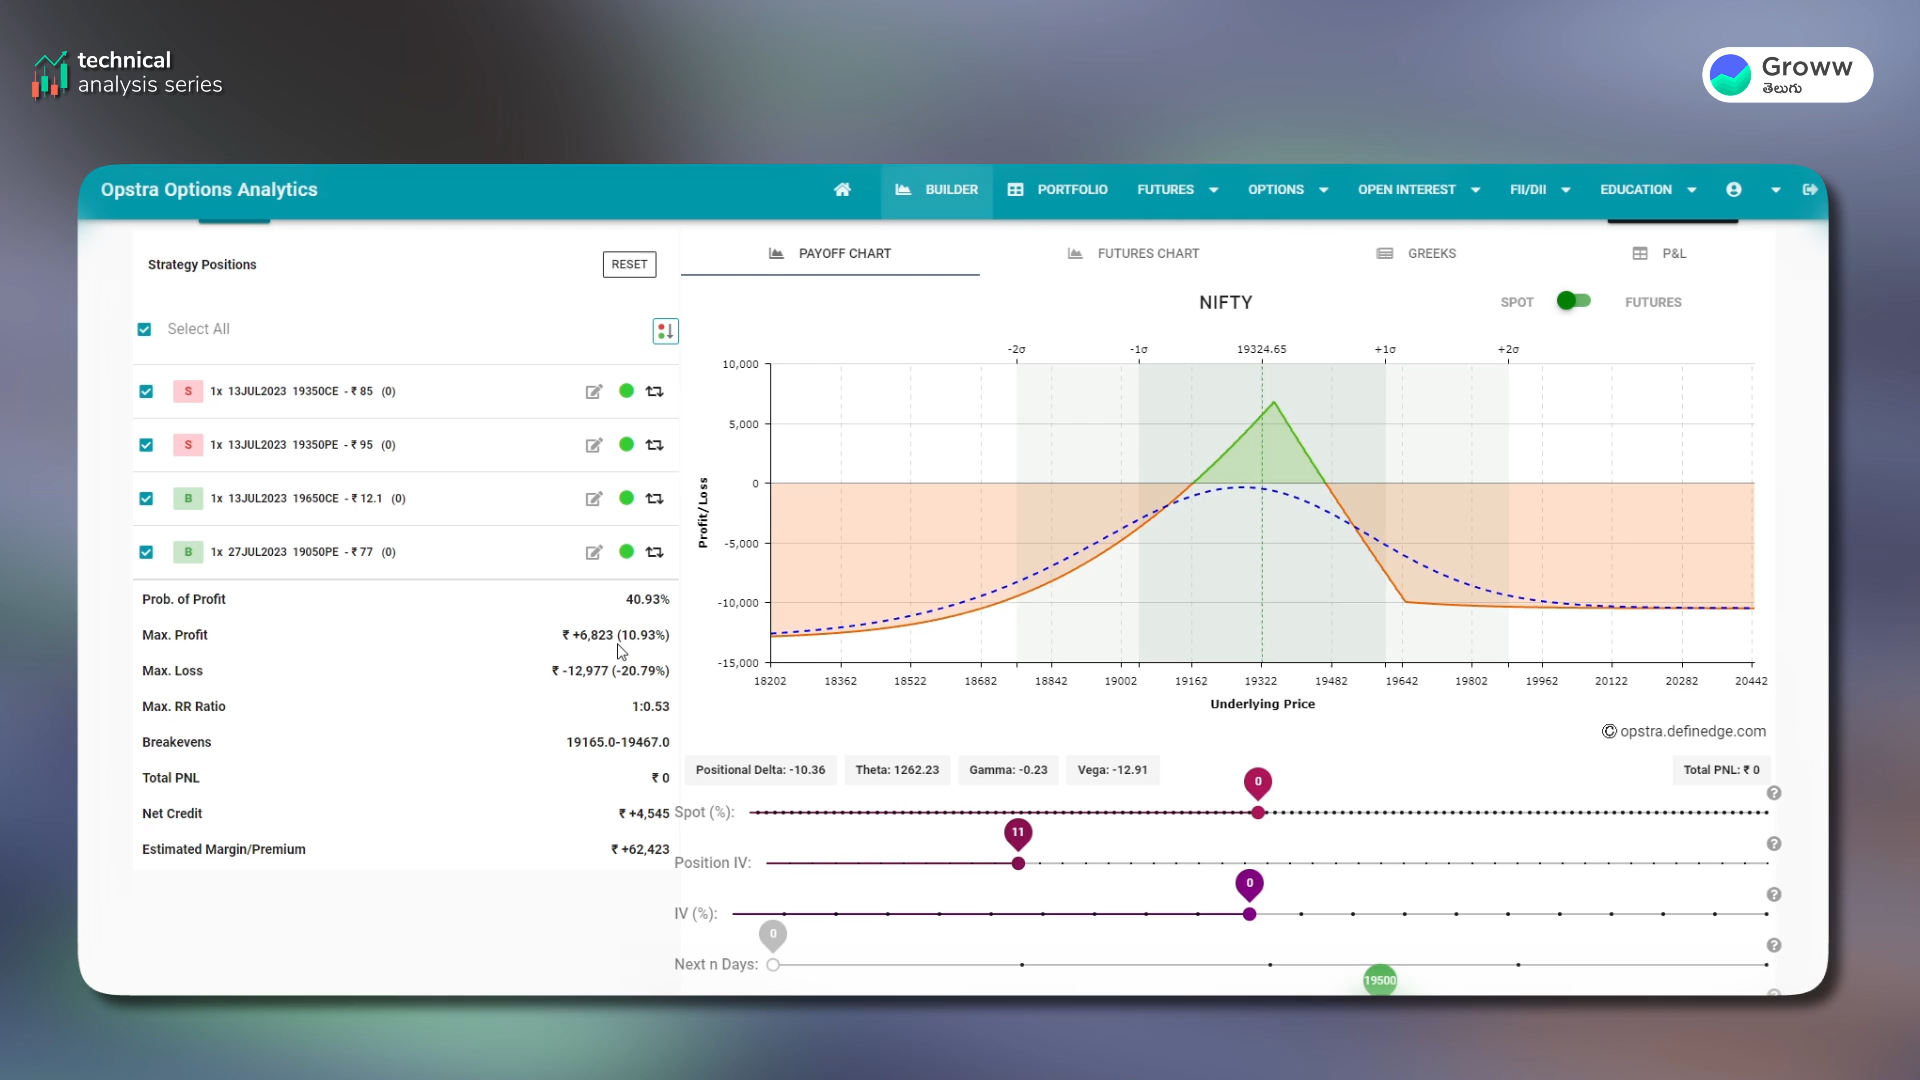 technical
analysis series
Groww
తెలుగు
Opstra Options Analytics
BUILDER
PORTFOLIO
FUTURES
OPTIONS
OPEN INTEREST
FII/DII
EDUCATION
Strategy Positions
RESET
Select All
S 1x 13JUL2023 19350CE - ₹ 85 (0)
S 1x 13JUL2023 19350PE - ₹ 95 (0)
B 1x 13JUL2023 19650CE - ₹ 12.1 (0)
B 1x 27JUL2023 19050PE - ₹ 77 (0)
Prob. of Profit 40.93%
Max. Profit ₹ +6,823 (10.93%)
Max. Loss ₹ -12,977 (-20.79%)
Max. RR Ratio 1:0.53
Breakevens 19165.0-19467.0
Total PNL ₹ 0
Net Credit ₹ +4,545
Estimated Margin/Premium ₹ +62,423
PAYOFF CHART
FUTURES CHART
GREEKS
P&L
NIFTY
SPOT
FUTURES
-2σ -1σ 19324.65 +1σ +2σ
10,000
5,000
0
-5,000
-10,000
-15,000
Profit/Loss
18202 18362 18522 18682 18842 19002 19162 19322 19482 19642 19802 19962 20122 20282 20442
Underlying Price
© opstra.definedge.com
Positional Delta: -10.36
Theta: 1262.23
Gamma: -0.23
Vega: -12.91
Total PNL: ₹ 0
0
Spot (%): ?
11
Position IV: ?
0
IV (%): ?
0
Next n Days: ?
19500